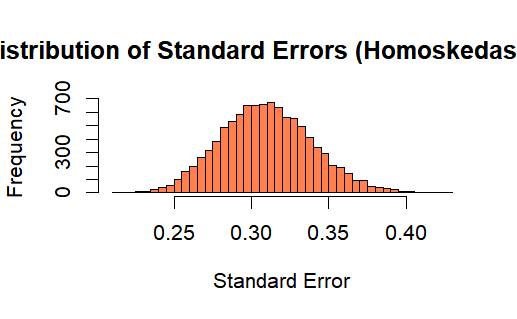 istribution of Standard Errors (Homoskedas
Frequency
700
300
0
0.25 0.30 0.35 0.40
Standard Error